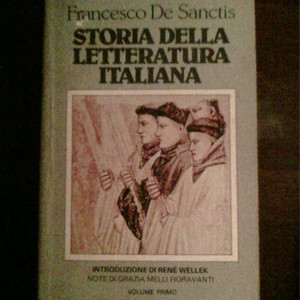 Francesco De Sanctis
STORIA DELLA
LETTERATURA
ITALIANA
INTRODUZIONE DI RENÉ WELLEK
NOTE DI GRAZIA MELLI FIORAVANTI
VOLUME PRIMO